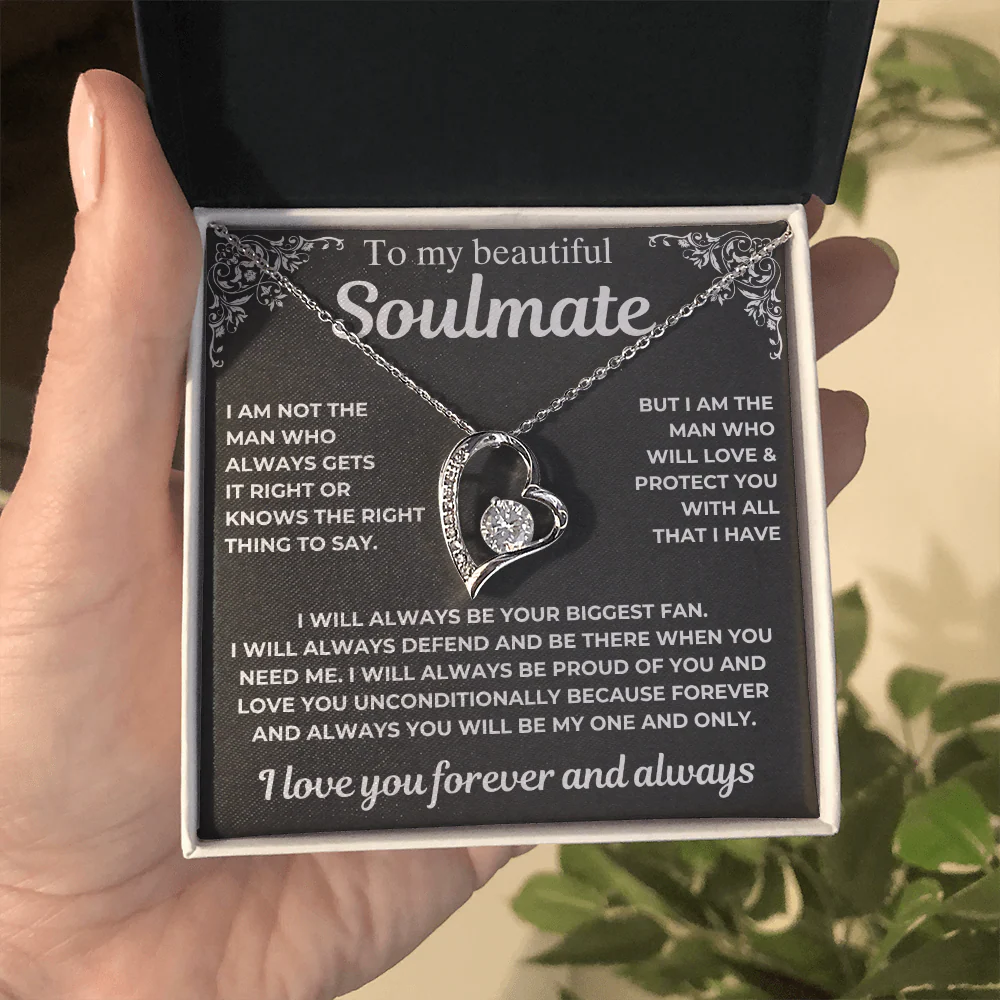 To my beautiful
Soulmate
I AM NOT THE
MAN WHO
ALWAYS GETS
IT RIGHT OR
KNOWS THE RIGHT
THING TO SAY.
BUT I AM THE
MAN WHO
WILL LOVE &
PROTECT YOU
WITH ALL
THAT I HAVE
I WILL ALWAYS BE YOUR BIGGEST FAN.
I WILL ALWAYS DEFEND AND BE THERE WHEN YOU
NEED ME. I WILL ALWAYS BE PROUD OF YOU AND
LOVE YOU UNCONDITIONALLY BECAUSE FOREVER
AND ALWAYS YOU WILL BE MY ONE AND ONLY.
I love you forever and always